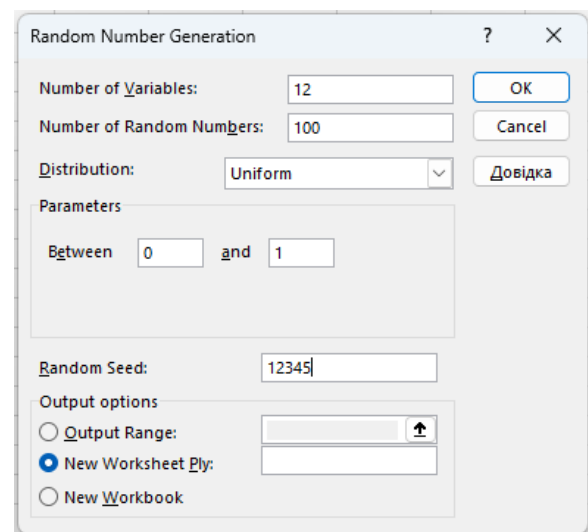 Random Number Generation ? ×
Number of Variables: 12 OK
Number of Random Numbers: 100 Cancel
Distribution: Uniform Довідка
Parameters
Between 0 and 1
Random Seed: 12345
Output options
Output Range:
New Worksheet Ply:
New Workbook